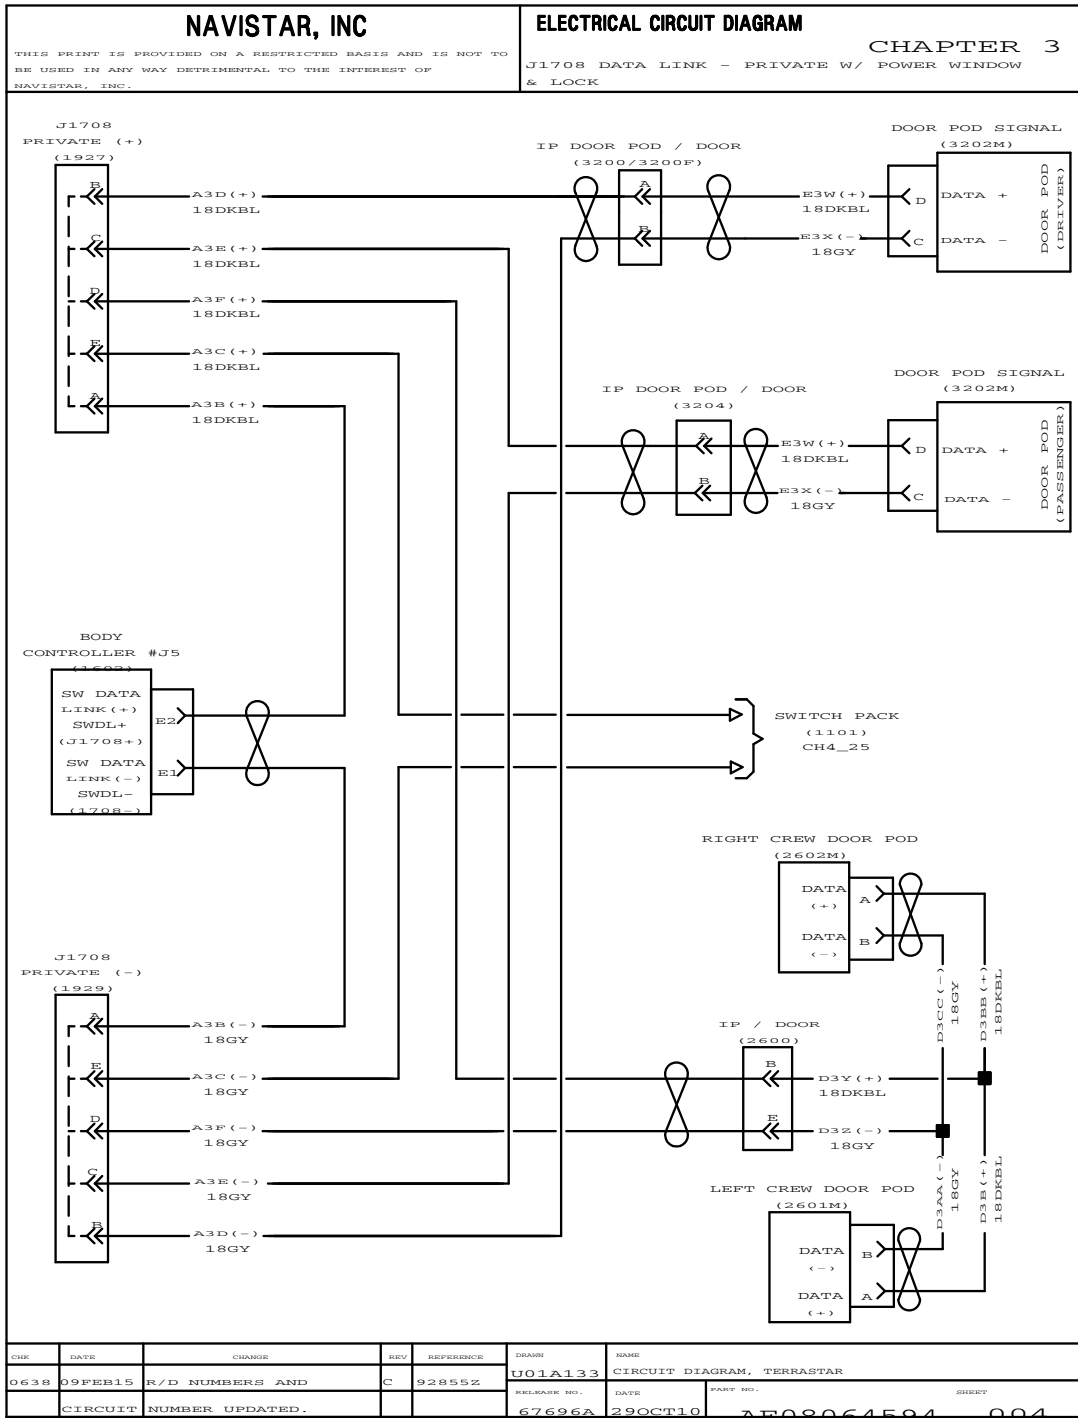 NAVISTAR, INC
THIS PRINT IS PROVIDED ON A RESTRICTED BASIS AND IS NOT TO
BE USED IN ANY WAY DETRIMENTAL TO THE INTEREST OF
NAVISTAR, INC.
ELECTRICAL CIRCUIT DIAGRAM
CHAPTER 3
J1708 DATA LINK - PRIVATE W/ POWER WINDOW
& LOCK
J1708
PRIVATE (+)
(1927)
B
A3D(+)
18DKBL
C
A3E(+)
18DKBL
D
A3F(+)
18DKBL
E
A3C(+)
18DKBL
A
A3B(+)
18DKBL
IP DOOR POD / DOOR
(3200/3200F)
A
B
E3W(+)
18DKBL
E3X(-)
18GY
DOOR POD SIGNAL
(3202M)
D
DATA +
C
DATA -
DOOR POD
(DRIVER)
IP DOOR POD / DOOR
(3204)
A
B
E3W(+)
18DKBL
E3X(-)
18GY
DOOR POD SIGNAL
(3202M)
D
DATA +
C
DATA -
DOOR POD
(PASSENGER)
BODY
CONTROLLER #J5
(1602)
SW DATA
LINK(+)
SWDL+
(J1708+)
E2
SW DATA
LINK(-)
SWDL-
(1708-)
E1
SWITCH PACK
(1101)
CH4_25
RIGHT CREW DOOR POD
(2602M)
DATA
(+)
A
DATA
(-)
B
D3CC(-)
18GY
D3BB(+)
18DKBL
J1708
PRIVATE (-)
(1929)
A
A3B(-)
18GY
E
A3C(-)
18GY
D
A3F(-)
18GY
C
A3E(-)
18GY
B
A3D(-)
18GY
IP / DOOR
(2600)
B
D3Y(+)
18DKBL
E
D3Z(-)
18GY
D3AA(-)
18GY
D3B(+)
18DKBL
LEFT CREW DOOR POD
(2601M)
DATA
(-)
B
DATA
(+)
A
CHK
DATE
CHANGE
REV
REFERENCE
0638
09FEB15
R/D NUMBERS AND
C
92855Z
CIRCUIT
NUMBER UPDATED.
DRAWN
U01A133
NAME
CIRCUIT DIAGRAM, TERRASTAR
RELEASE NO.
67696A
DATE
29OCT10
PART NO.
AE08064594
SHEET
004